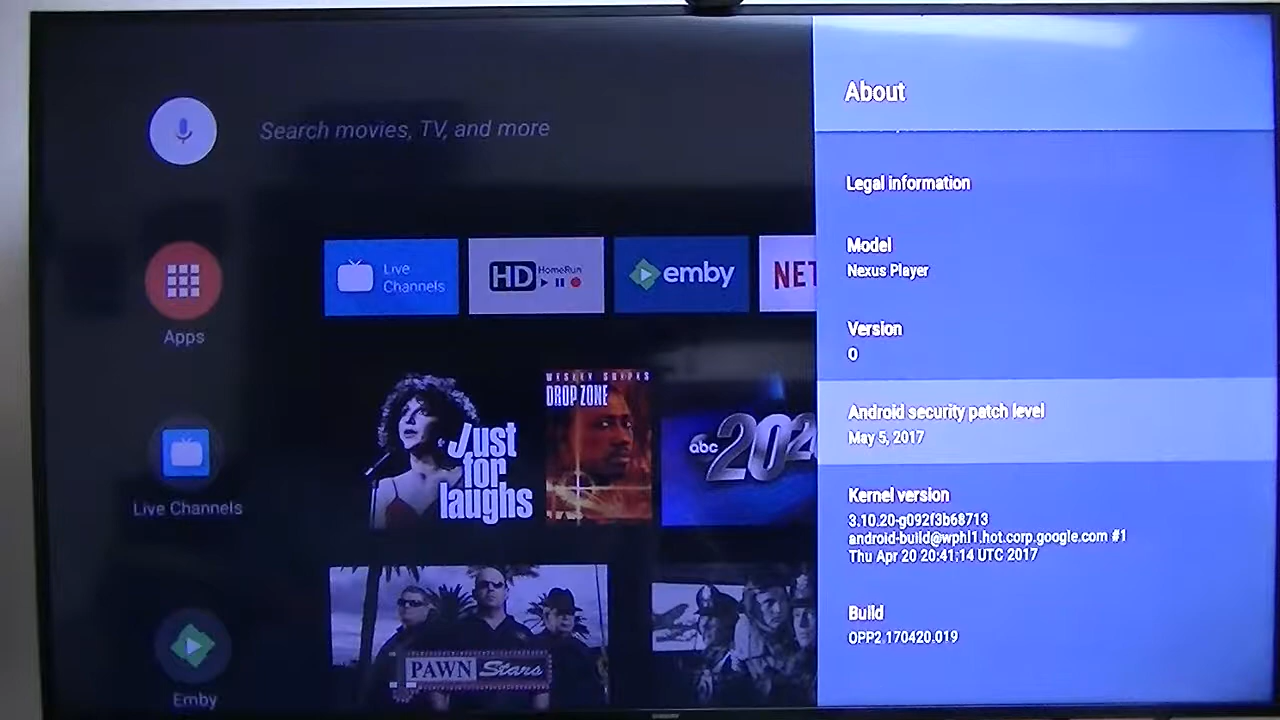 Search movies, TV, and more
Apps
Live Channels
Emby
Live
Channels
HD HomeRun
emby
NET
Just
for
laughs
WESLEY SNIPES
DROP ZONE
abc 2020
PAWN Stars
About
Legal information
Model
Nexus Player
Version
O
Android security patch level
May 5, 2017
Kernel version
3.10.20-g092f3b68713
android-build@wphl1.hot.corp.google.com #1
Thu Apr 20 20:41:14 UTC 2017
Build
OPP2.170420.019